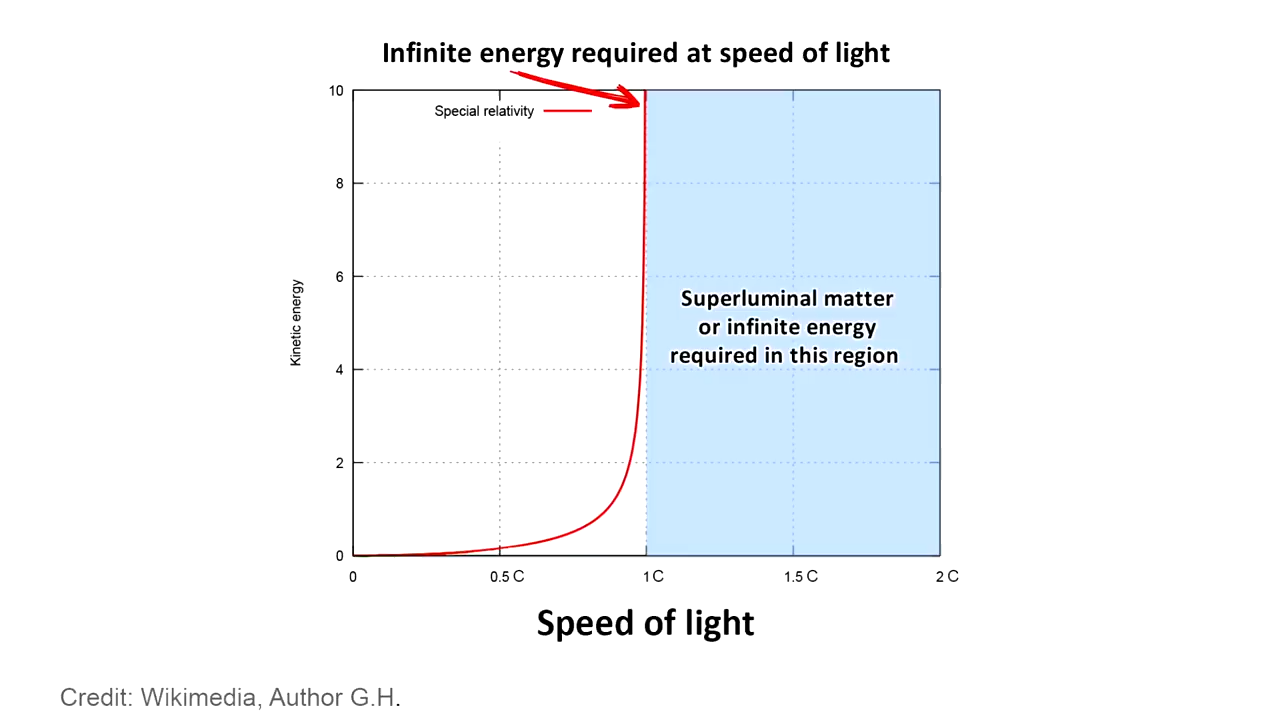 Infinite energy required at speed of light
10
Special relativity
8
6
4
2
0
Kinetic energy
Superluminal matter
or infinite energy
required in this region
0
0.5 C
1 C
1.5 C
2 C
Speed of light
Credit: Wikimedia, Author G.H.